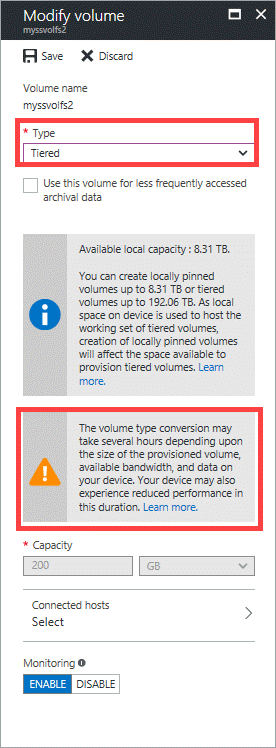 Modify volume
myssvolfs2
Save
Discard
Volume name
myssvolfs2
* Type
Tiered
Use this volume for less frequently accessed
archival data
Available local capacity : 8.31 TB.
You can create locally pinned
volumes up to 8.31 TB or tiered
volumes up to 192.06 TB. As local
space on device is used to host the
working set of tiered volumes,
creation of locally pinned volumes
will affect the space available to
provision tiered volumes. Learn
more.
The volume type conversion may
take several hours depending upon
the size of the provisioned volume,
available bandwidth, and data on
your device. Your device may also
experience reduced performance in
this duration. Learn more.
* Capacity
200
GB
Connected hosts
Select
Monitoring
ENABLE
DISABLE